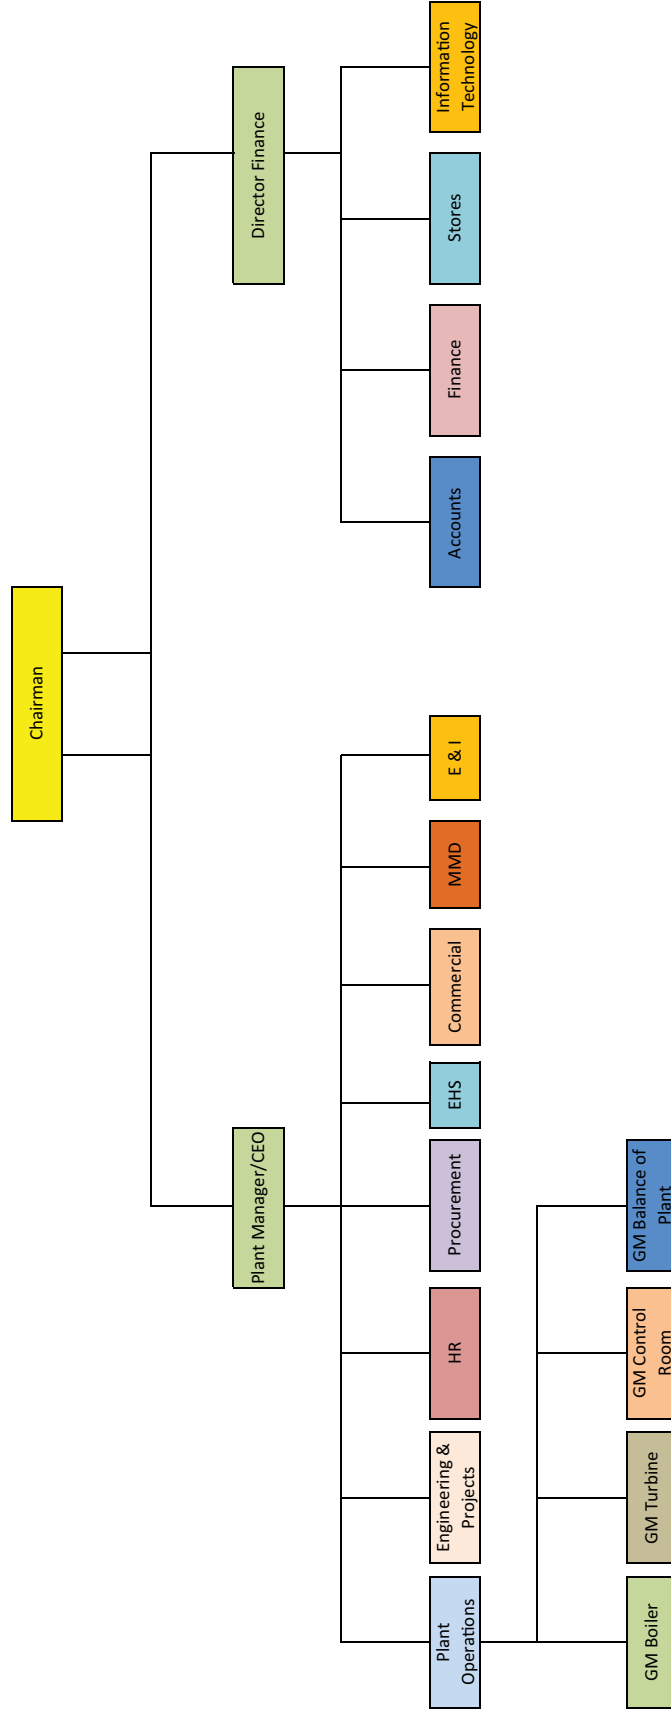 Chairman
Plant Manager/CEO
Director Finance
Plant
Operations
Engineering &
Projects
HR
Procurement
EHS
Commercial
MMD
E & I
Accounts
Finance
Stores
Information
Technology
GM Boiler
GM Turbine
GM Control
Room
GM Balance of
Plant